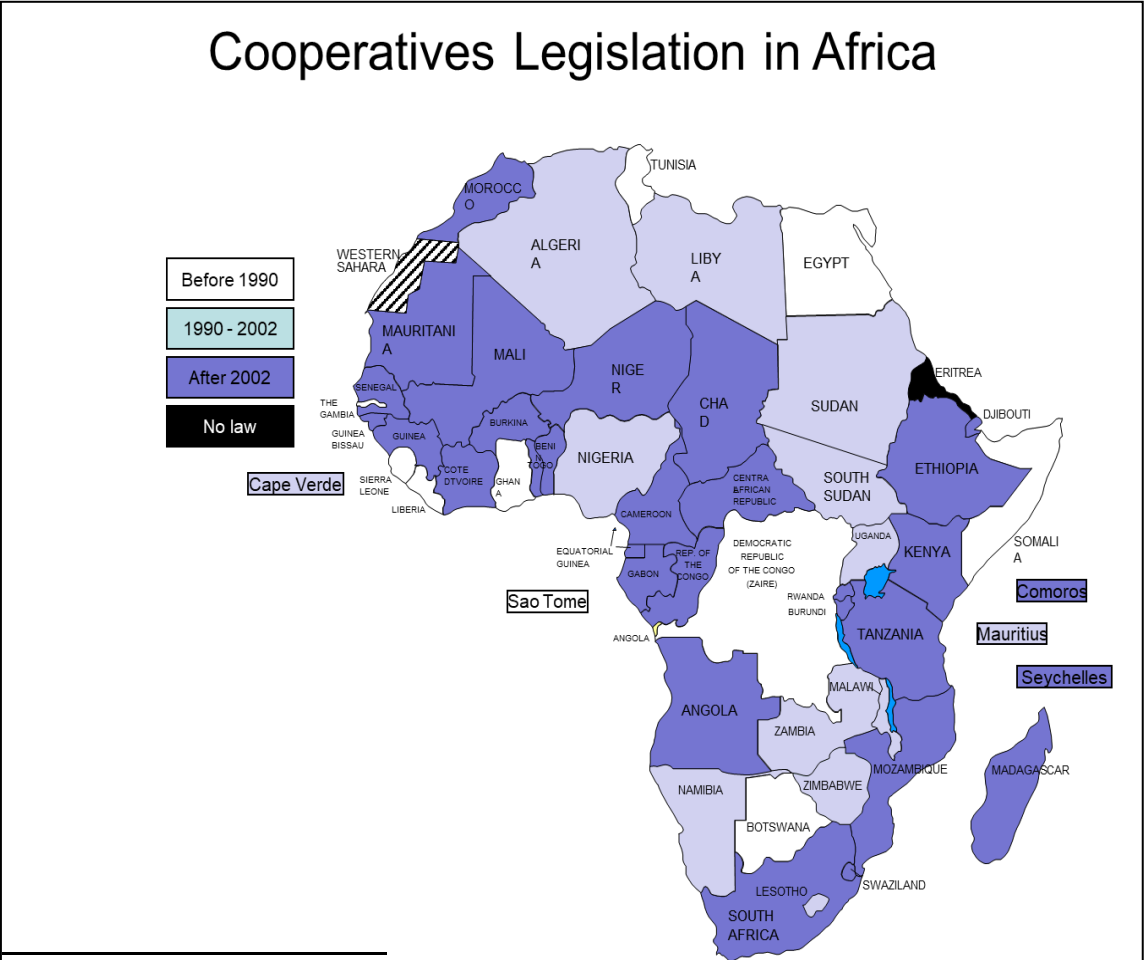 Cooperatives Legislation in Africa
TUNISIA
MOROCC
O
ALGERI
A
LIBY
A
EGYPT
WESTERN
SAHARA
Before 1990
1990 - 2002
After 2002
No law
MAURITANI
A
MALI
NIGE
R
CHA
D
SUDAN
ERITREA
DJIBOUTI
SENEGAL
THE
GAMBIA
GUINEA
BISSAU
GUINEA
BURKINA
BENI
N
TOGO
NIGERIA
ETHIOPIA
SOUTH
SUDAN
CENTRA
L
AFRICAN
REPUBLIC
COTE
DTVOIRE
GHAN
A
Cape Verde
SIERRA
LEONE
LIBERIA
CAMEROON
UGANDA
KENYA
SOMALI
A
EQUATORIAL
GUINEA
GABON
REP. OF
THE
CONGO
DEMOCRATIC
REPUBLIC
OF THE CONGO
(ZAIRE)
RWANDA
BURUNDI
Sao Tome
Comoros
ANGOLA
TANZANIA
Mauritius
Seychelles
MALAWI
ANGOLA
ZAMBIA
MOZAMBIQUE
MADAGASCAR
NAMIBIA
ZIMBABWE
BOTSWANA
SWAZILAND
LESOTHO
SOUTH
AFRICA